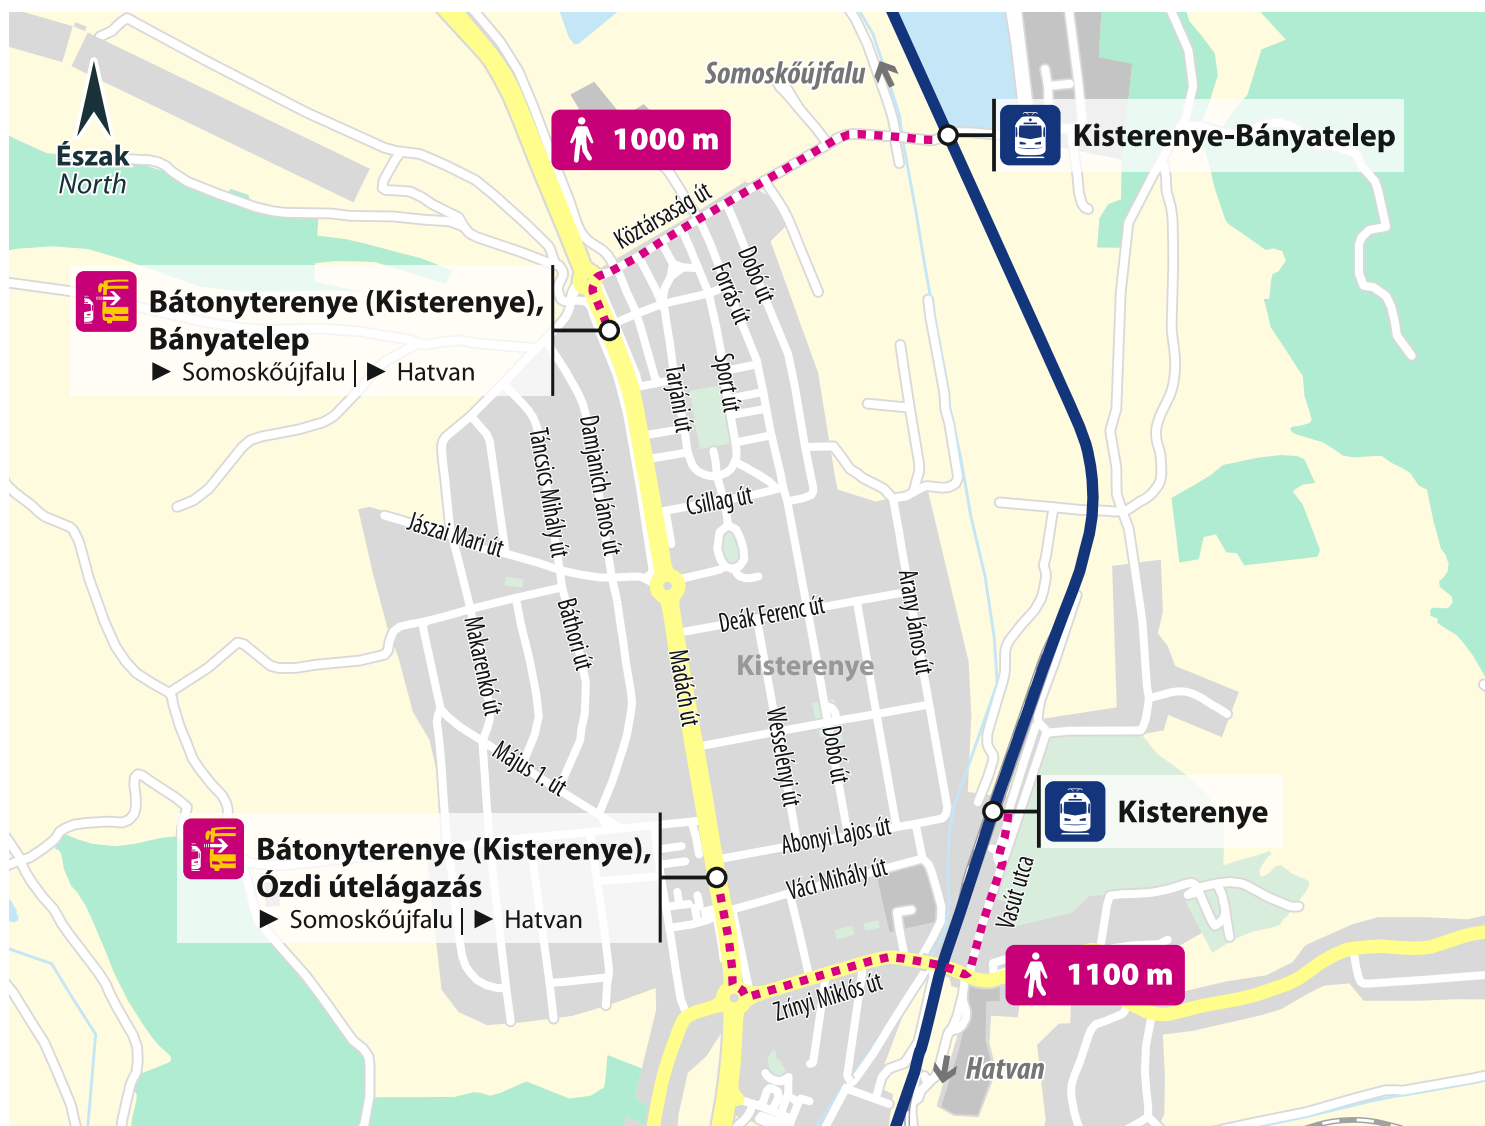 Somoskőújfalu
Észak
North
1000 m
Kisterenye-Bányatelep
Köztársaság út
Dobó út
Forrás út
Bátonyterenye (Kisterenye),
Bányatelep
► Somoskőújfalu | ► Hatvan
Tarjáni út
Sport út
Táncsics Mihály út
Damjanich János út
Csillag út
Jászai Mari út
Arany János út
Deák Ferenc út
Báthori út
Makarenkó út
Kisterenye
Madách út
Wesselényi út
Dobó út
Május 1. út
Kisterenye
Bátonyterenye (Kisterenye),
Ózdi útelágazás
► Somoskőújfalu | ► Hatvan
Abonyi Lajos út
Váci Mihály út
Vasút utca
1100 m
Zrínyi Miklós út
Hatvan